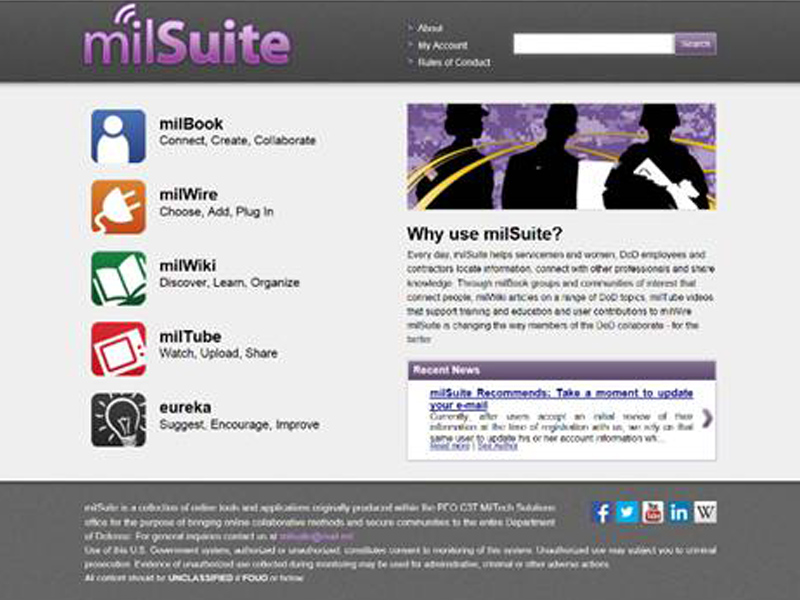 milSuite
> About
> My Account
> Rules of Conduct
Search
milBook
Connect, Create, Collaborate
milWire
Choose, Add, Plug In
milWiki
Discover, Learn, Organize
milTube
Watch, Upload, Share
eureka
Suggest, Encourage, Improve
Why use milSuite?
Every day, milSuite helps servicemen and women, DoD employees and
contractors locate information, connect with other professionals and share
knowledge. Through milBook groups and communities of interest that
connect people, milWiki articles on a range of DoD topics, milTube videos
that support training and education and user contributions to milWire
milSuite is changing the way members of the DoD collaborate - for the
better
Recent News
milSuite Recommends: Take a moment to update
your e-mail
Currently, after users accept an initial review of their
information at the time of registration with us, we rely on that
same user to update his or her account information wh...
Read more | See Author
milSuite is a collection of online tools and applications originally produced within the PEO C3T MilTech Solutions
office for the purpose of bringing online collaborative methods and secure communities to the entire Department
of Defense. For general inquiries contact us at milsuite@mail.mil
Use of this U.S. Government system, authorized or unauthorized, constitutes consent to monitoring of this system. Unauthorized use may subject you to criminal
prosecution. Evidence of unauthorized use collected during monitoring may be used for administrative, criminal or other adverse actions.
All content should be UNCLASSIFIED // FOUO or below
f
You Tube
in
W